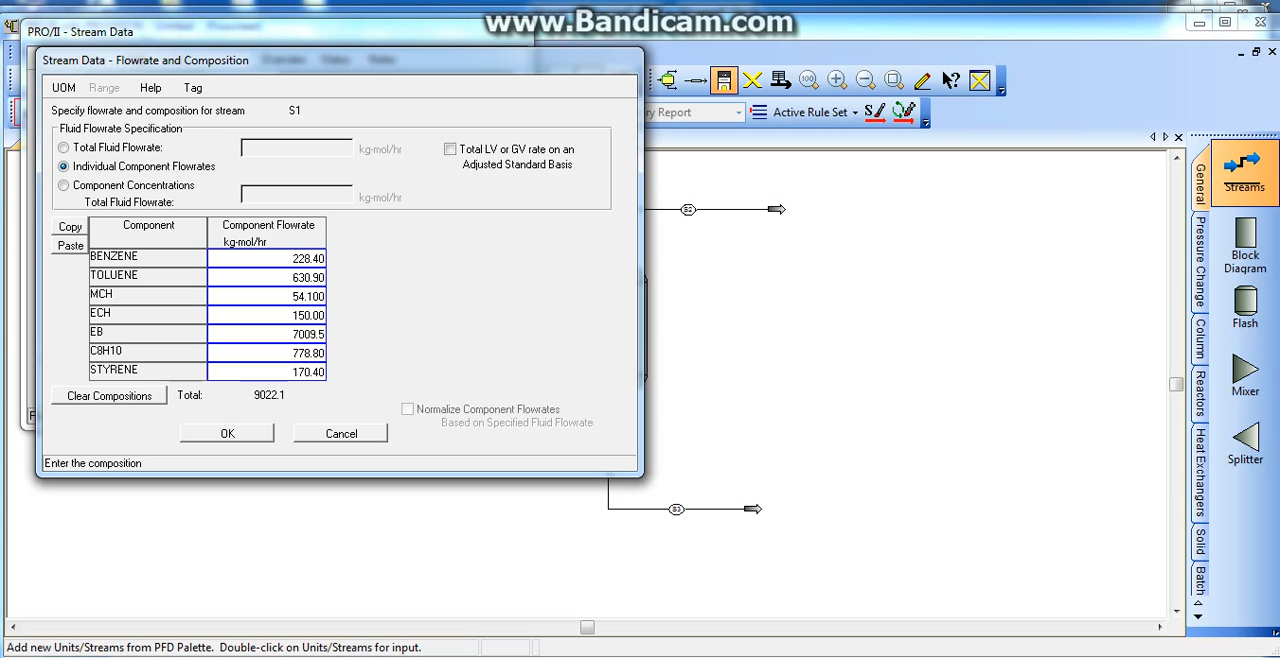 www.Bandicam.com
PRO/II - Stream Data
Stream Data - Flowrate and Composition
UOM Range Help Tag
Specify flowrate and composition for stream S1
Fluid Flowrate Specification
Total Fluid Flowrate: kg-mol/hr
Individual Component Flowrates
Component Concentrations
Total Fluid Flowrate: kg-mol/hr
Total LV or GV rate on an
Adjusted Standard Basis
Copy
Paste
Component Component Flowrate
kg-mol/hr
BENZENE 228.40
TOLUENE 630.90
MCH 54.100
ECH 150.00
EB 7009.5
C8H10 778.80
STYRENE 170.40
Clear Compositions Total: 9022.1
Normalize Component Flowrates
Based on Specified Fluid Flowrate
OK Cancel
Enter the composition
100
ry Report Active Rule Set
S2
S3
General
Pressure Change
Column
Reactors
Heat Exchangers
Solid
Batch
Streams
Block
Diagram
Flash
Mixer
Splitter
Add new Units/Streams from PFD Palette. Double-click on Units/Streams for input.